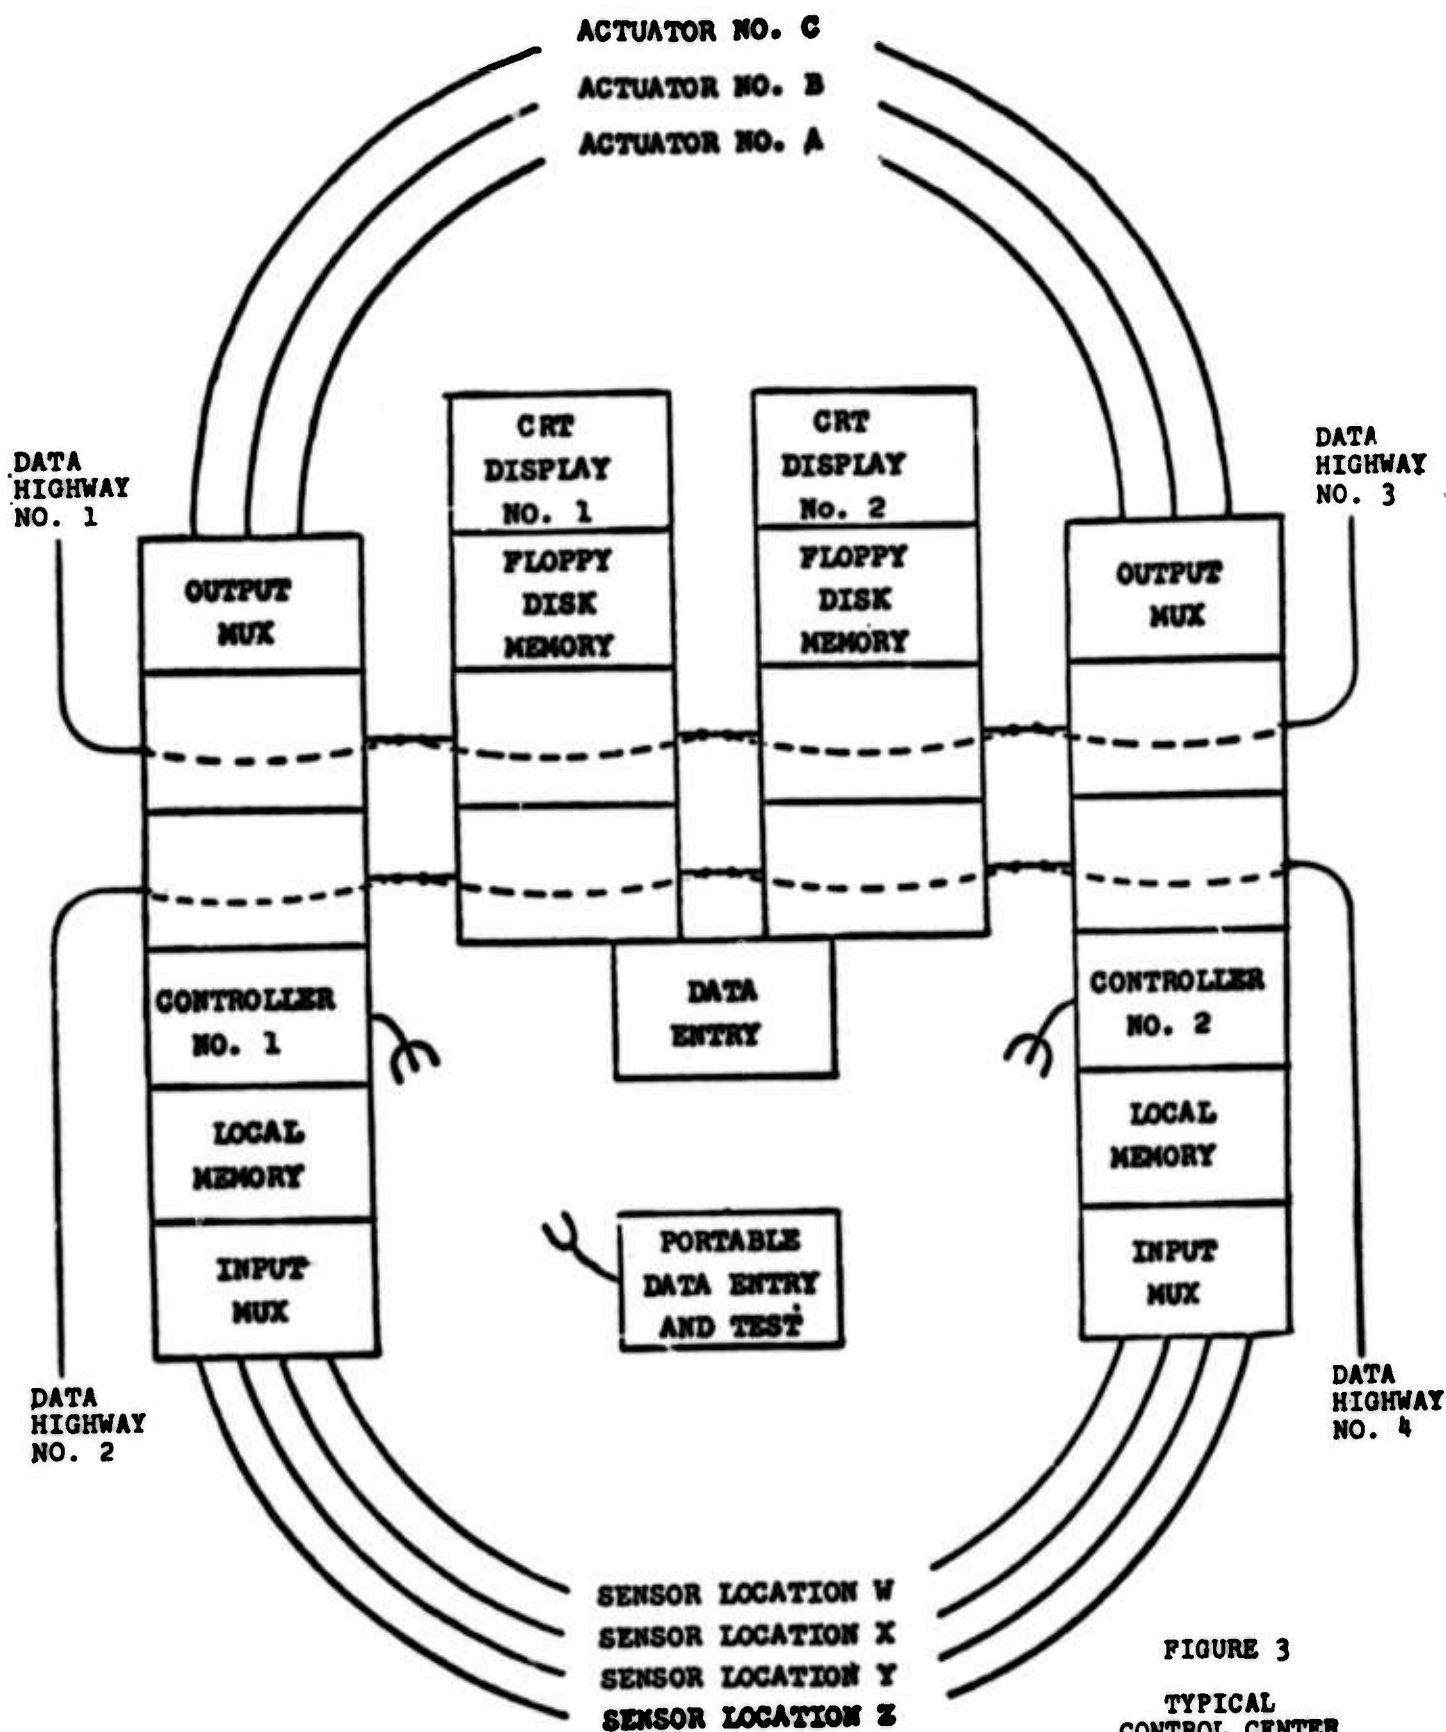 ACTUATOR NO. C
ACTUATOR NO. B
ACTUATOR NO. A
DATA
HIGHWAY
NO. 1
DATA
HIGHWAY
NO. 3
CRT
DISPLAY
NO. 1
CRT
DISPLAY
No. 2
FLOPPY
DISK
MEMORY
FLOPPY
DISK
MEMORY
OUTPUT
MUX
OUTPUT
MUX
CONTROLLER
NO. 1
DATA
ENTRY
CONTROLLER
NO. 2
LOCAL
MEMORY
LOCAL
MEMORY
INPUT
MUX
PORTABLE
DATA ENTRY
AND TEST
INPUT
MUX
DATA
HIGHWAY
NO. 2
DATA
HIGHWAY
NO. 4
SENSOR LOCATION W
SENSOR LOCATION X
SENSOR LOCATION Y
SENSOR LOCATION Z
FIGURE 3
TYPICAL
CONTROL CENTER